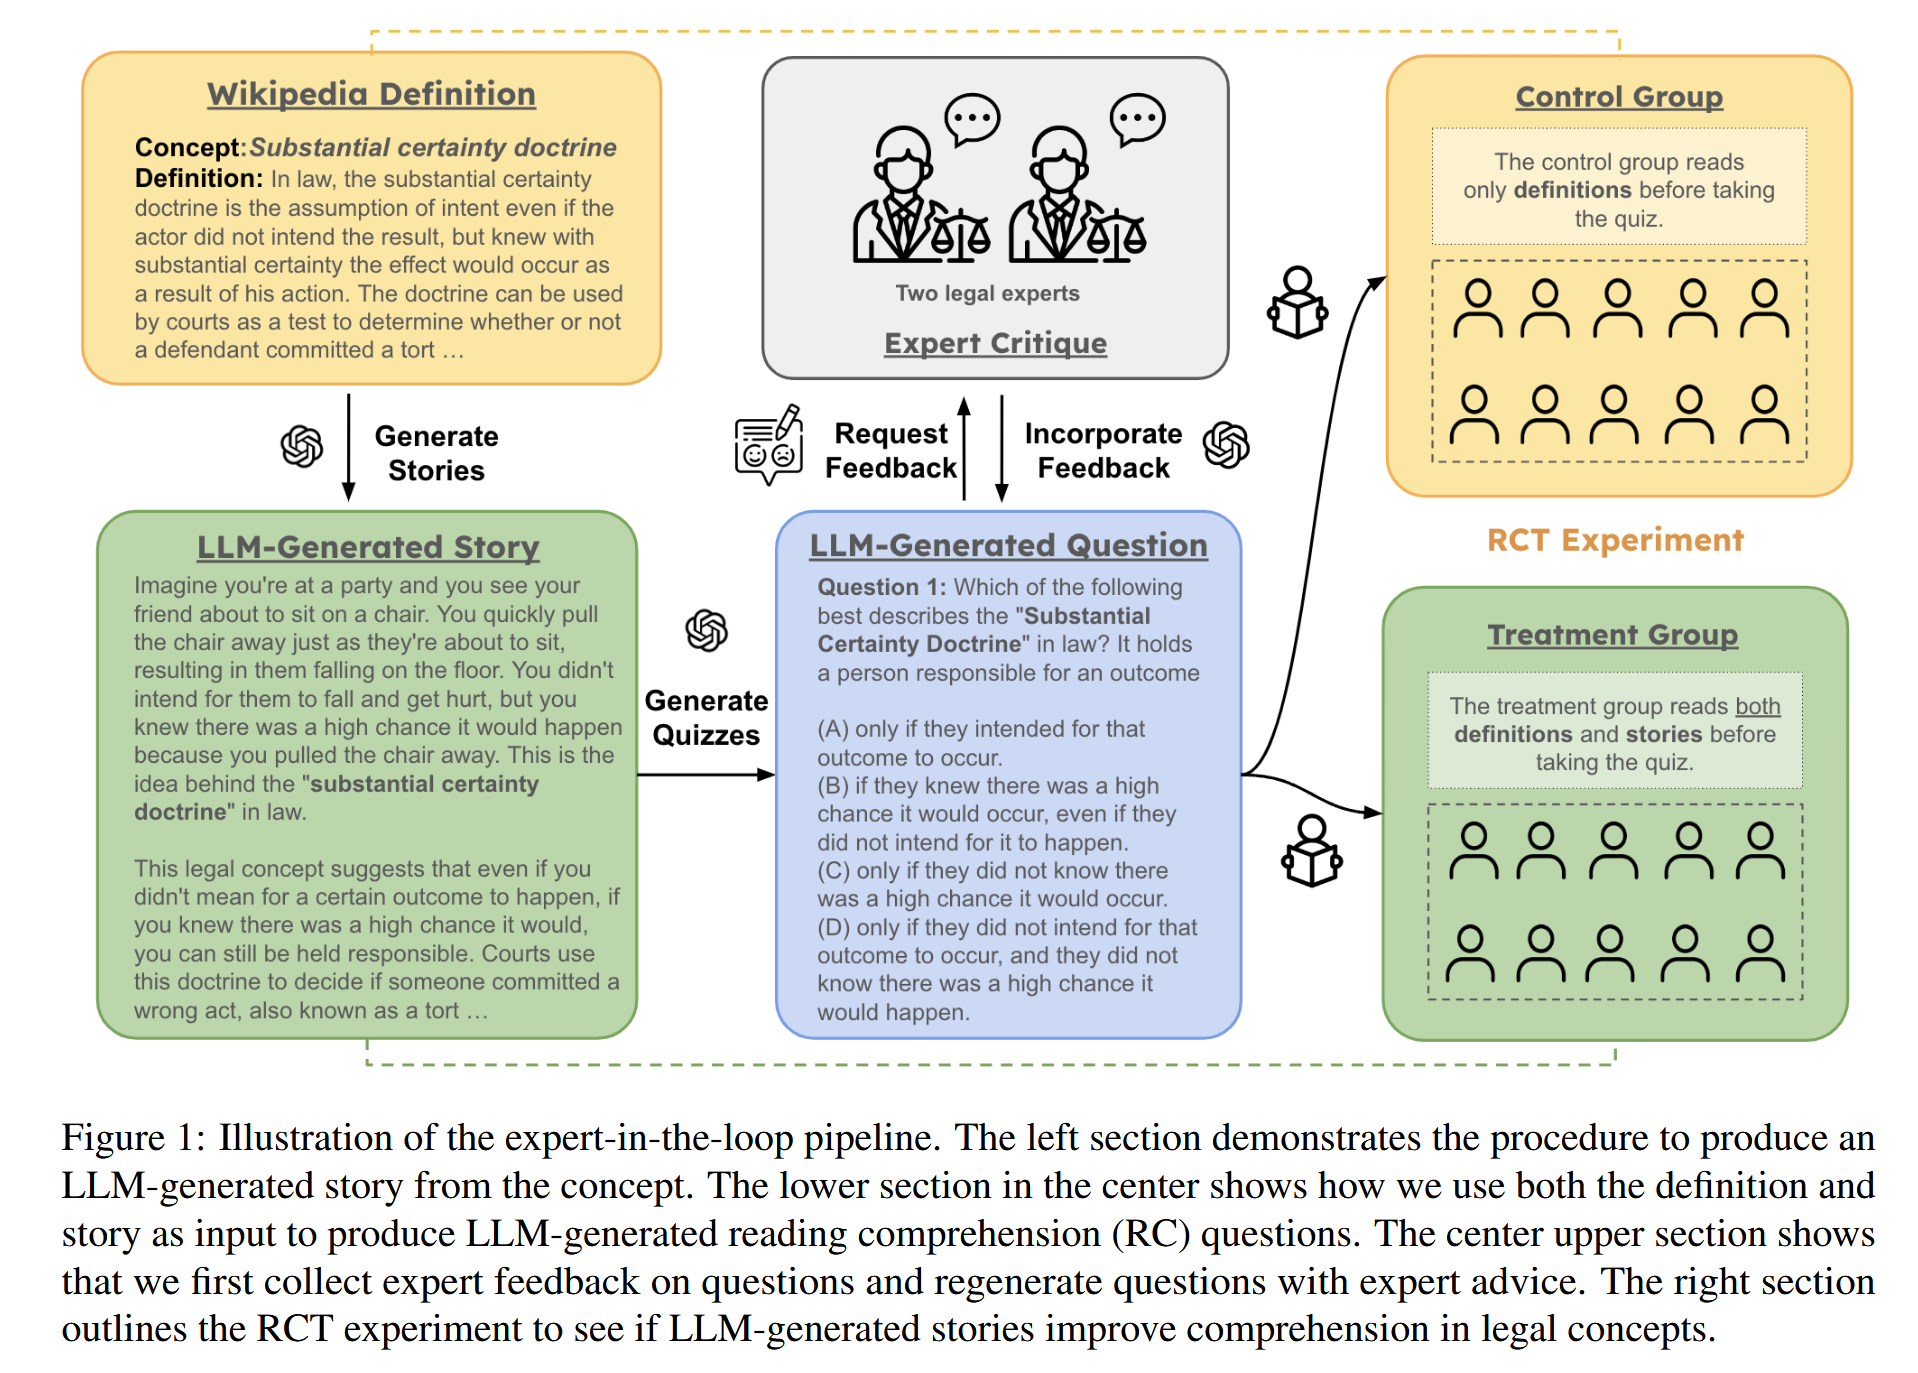 Wikipedia Definition
Concept:Substantial certainty doctrine
Definition: In law, the substantial certainty
doctrine is the assumption of intent even if the
actor did not intend the result, but knew with
substantial certainty the effect would occur as
a result of his action. The doctrine can be used
by courts as a test to determine whether or not
a defendant committed a tort …
Generate
Stories
LLM-Generated Story
Imagine you're at a party and you see your
friend about to sit on a chair. You quickly pull
the chair away just as they're about to sit,
resulting in them falling on the floor. You didn't
intend for them to fall and get hurt, but you
knew there was a high chance it would happen
because you pulled the chair away. This is the
idea behind the "substantial certainty
doctrine" in law.
This legal concept suggests that even if you
didn't mean for a certain outcome to happen, if
you knew there was a high chance it would,
you can still be held responsible. Courts use
this doctrine to decide if someone committed a
wrong act, also known as a tort …
Generate
Quizzes
Two legal experts
Expert Critique
Request
Feedback
Incorporate
Feedback
LLM-Generated Question
Question 1: Which of the following
best describes the "Substantial
Certainty Doctrine" in law? It holds
a person responsible for an outcome
(A) only if they intended for that
outcome to occur.
(B) if they knew there was a high
chance it would occur, even if they
did not intend for it to happen.
(C) only if they did not know there
was a high chance it would occur.
(D) only if they did not intend for that
outcome to occur, and they did not
know there was a high chance it
would happen.
Control Group
The control group reads
only definitions before taking
the quiz.
RCT Experiment
Treatment Group
The treatment group reads both
definitions and stories before
taking the quiz.
Figure 1: Illustration of the expert-in-the-loop pipeline. The left section demonstrates the procedure to produce an
LLM-generated story from the concept. The lower section in the center shows how we use both the definition and
story as input to produce LLM-generated reading comprehension (RC) questions. The center upper section shows
that we first collect expert feedback on questions and regenerate questions with expert advice. The right section
outlines the RCT experiment to see if LLM-generated stories improve comprehension in legal concepts.